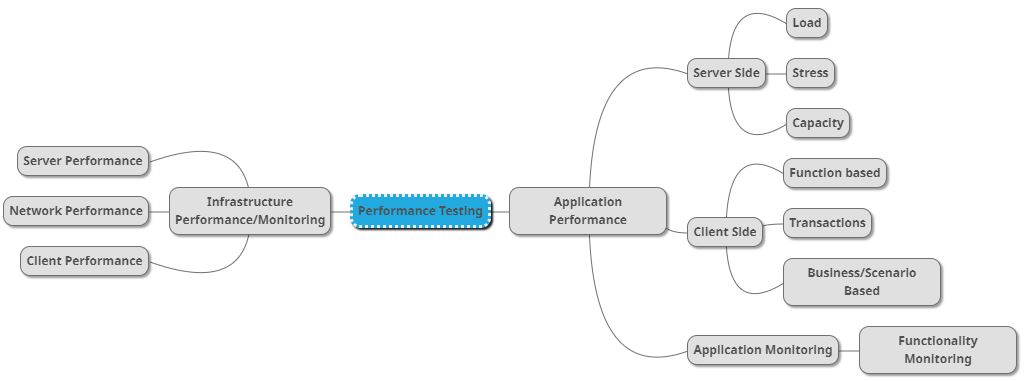 Load
Server Side
Stress
Capacity
Server Performance
Network Performance
Client Performance
Infrastructure
Performance/Monitoring
Performance Testing
Application
Performance
Function based
Client Side
Transactions
Business/Scenario
Based
Application Monitoring
Functionality
Monitoring